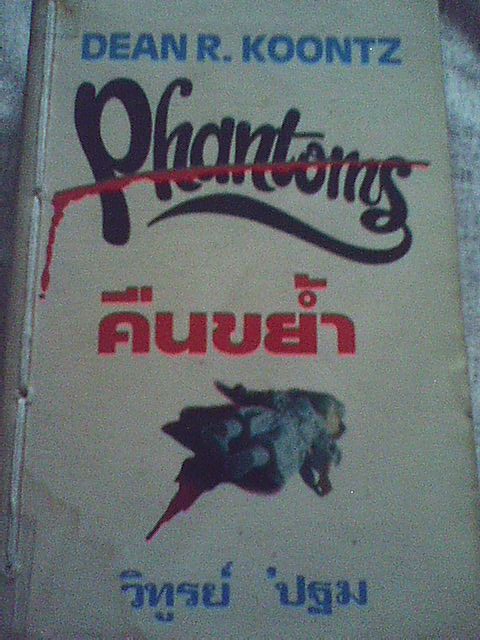 DEAN R. KOONTZ
Phantoms
คืนขย้ำ
วิทูรย์ ' ปฐม